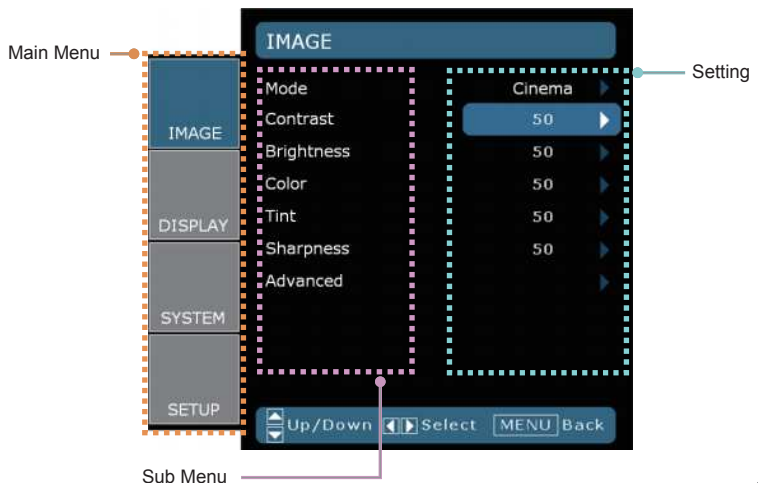 IMAGE
Main Menu
Setting
Mode Cinema
Contrast 50
IMAGE
Brightness 50
Color 50
Tint 50
DISPLAY
Sharpness 50
Advanced
SYSTEM
SETUP
Up/Down Select MENU Back
Sub Menu